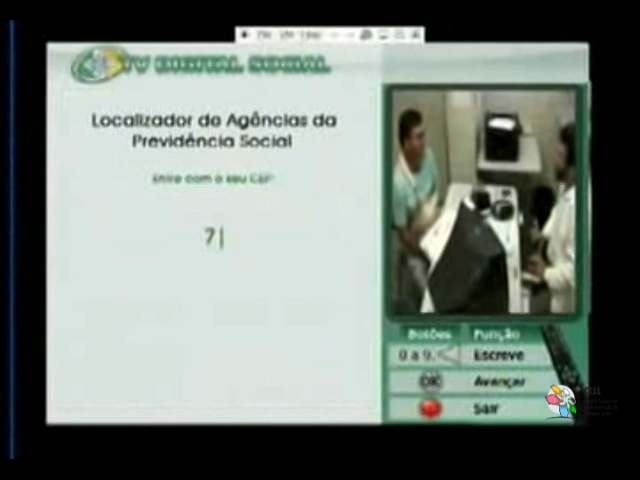 TV DIGITAL SOCIAL
Localizador de Agências da
Previdência Social
Entre com o seu CEP:
7|
Botões Função
0 a 9, Escreve
OK Avançar
Sair